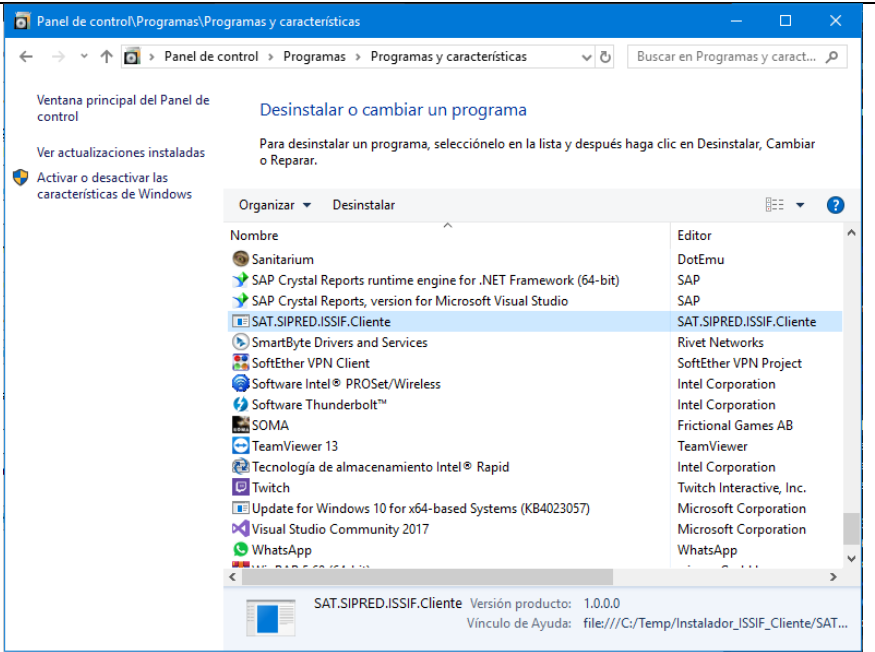 Panel de control\Programas\Programas y características
Panel de control > Programas > Programas y características
Buscar en Programas y caract...
Ventana principal del Panel de
control
Ver actualizaciones instaladas
Activar o desactivar las
características de Windows
Desinstalar o cambiar un programa
Para desinstalar un programa, selecciónelo en la lista y después haga clic en Desinstalar, Cambiar
o Reparar.
Organizar Desinstalar
Nombre Editor
Sanitarium DotEmu
SAP Crystal Reports runtime engine for .NET Framework (64-bit) SAP
SAP Crystal Reports, version for Microsoft Visual Studio SAP
SAT.SIPRED.ISSIF.Cliente SAT.SIPRED.ISSIF.Cliente
SmartByte Drivers and Services Rivet Networks
SoftEther VPN Client SoftEther VPN Project
Software Intel® PROSet/Wireless Intel Corporation
Software Thunderbolt™ Intel Corporation
SOMA Frictional Games AB
TeamViewer 13 TeamViewer
Tecnología de almacenamiento Intel® Rapid Intel Corporation
Twitch Twitch Interactive, Inc.
Update for Windows 10 for x64-based Systems (KB4023057) Microsoft Corporation
Visual Studio Community 2017 Microsoft Corporation
WhatsApp WhatsApp
SAT.SIPRED.ISSIF.Cliente Versión producto: 1.0.0.0
Vínculo de Ayuda: file:///C:/Temp/Instalador_ISSIF_Cliente/SAT...